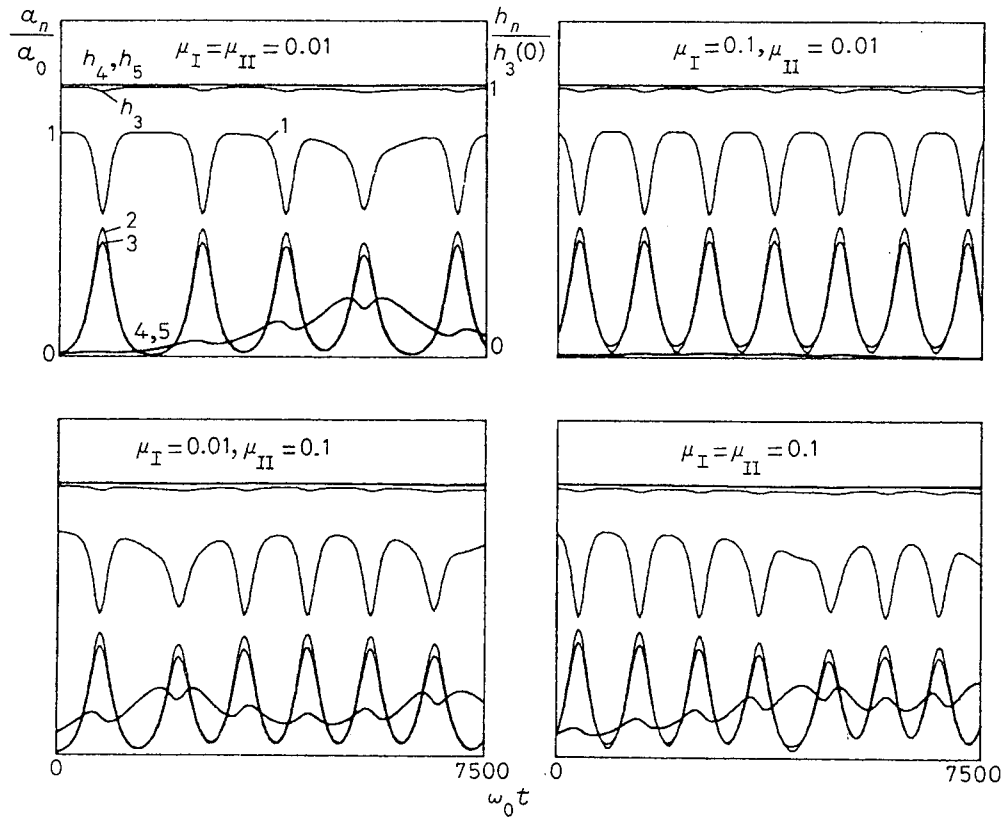 a_n/a_0
μ_I = μ_II = 0.01
h_n/h_3(0)
μ_I = 0.1, μ_II = 0.01
h_4, h_5
1
h_3
1
1
2
3
4, 5
0
0
μ_I = 0.01, μ_II = 0.1
μ_I = μ_II = 0.1
0
7500
0
7500
ω_0 t